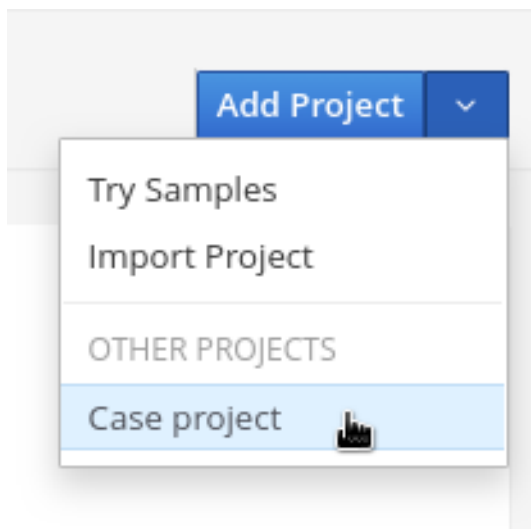 Add Project
Try Samples
Import Project
OTHER PROJECTS
Case project